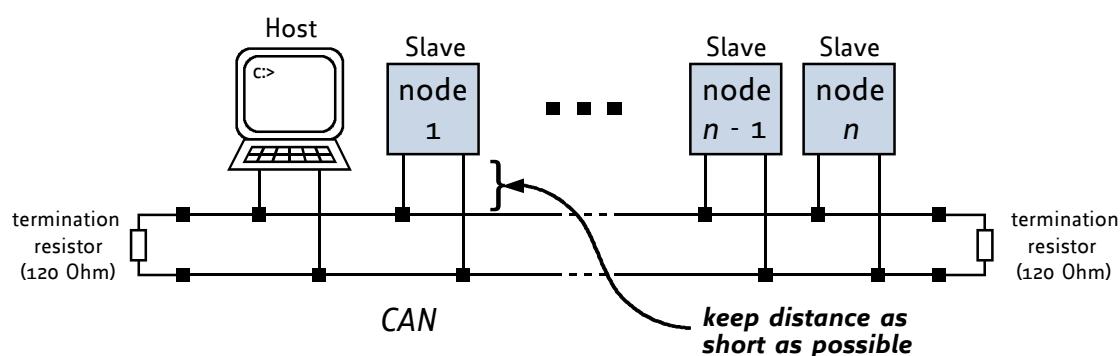 Host
c:>
Slave
node
1
Slave
node
n - 1
Slave
node
n
termination
resistor
(120 Ohm)
termination
resistor
(120 Ohm)
CAN
keep distance as
short as possible